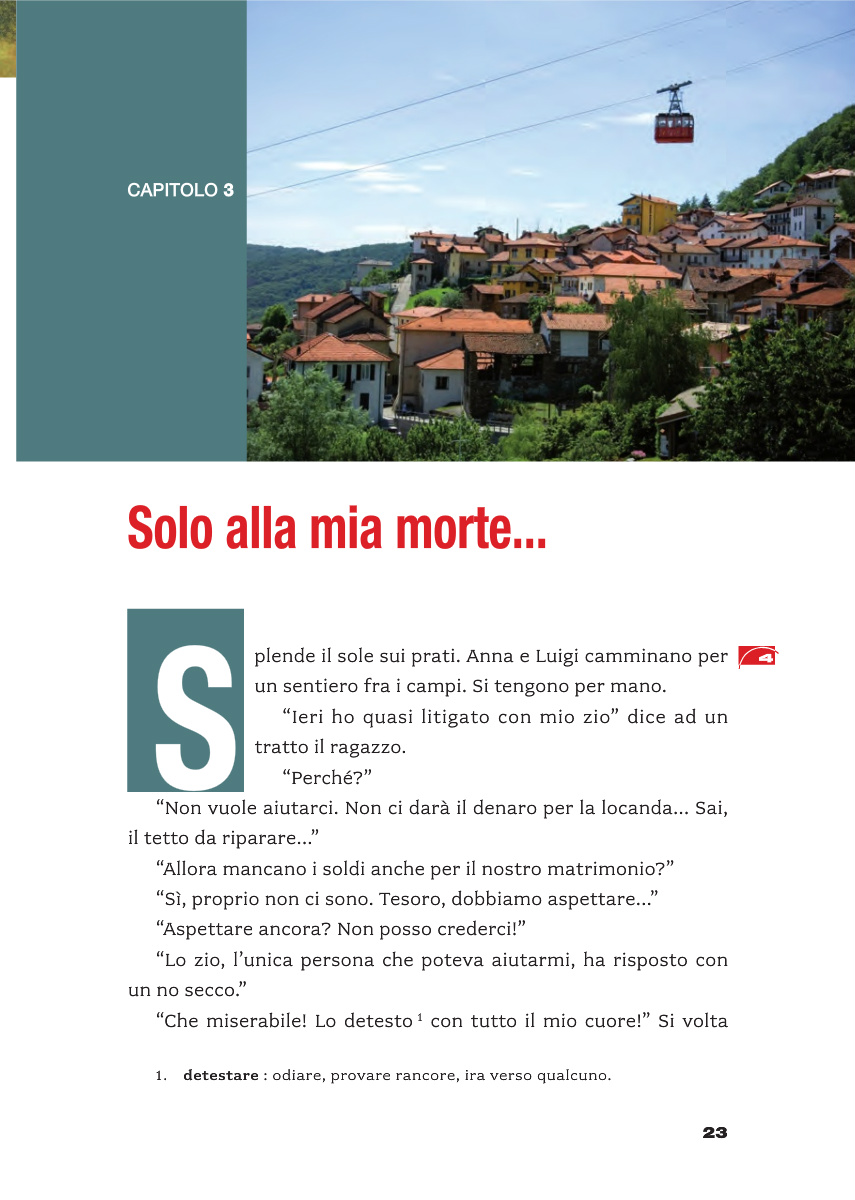 CAPITOLO 3
Solo alla mia morte...
Splende il sole sui prati. Anna e Luigi camminano per
4
un sentiero fra i campi. Si tengono per mano.
“Ieri ho quasi litigato con mio zio” dice ad un
tratto il ragazzo.
“Perché?”
“Non vuole aiutarci. Non ci darà il denaro per la locanda... Sai,
il tetto da riparare...”
“Allora mancano i soldi anche per il nostro matrimonio?”
“Sì, proprio non ci sono. Tesoro, dobbiamo aspettare...”
“Aspettare ancora? Non posso crederci!”
“Lo zio, l’unica persona che poteva aiutarmi, ha risposto con
un no secco.”
“Che miserabile! Lo detesto 1 con tutto il mio cuore!” Si volta
1. detestare : odiare, provare rancore, ira verso qualcuno.
23